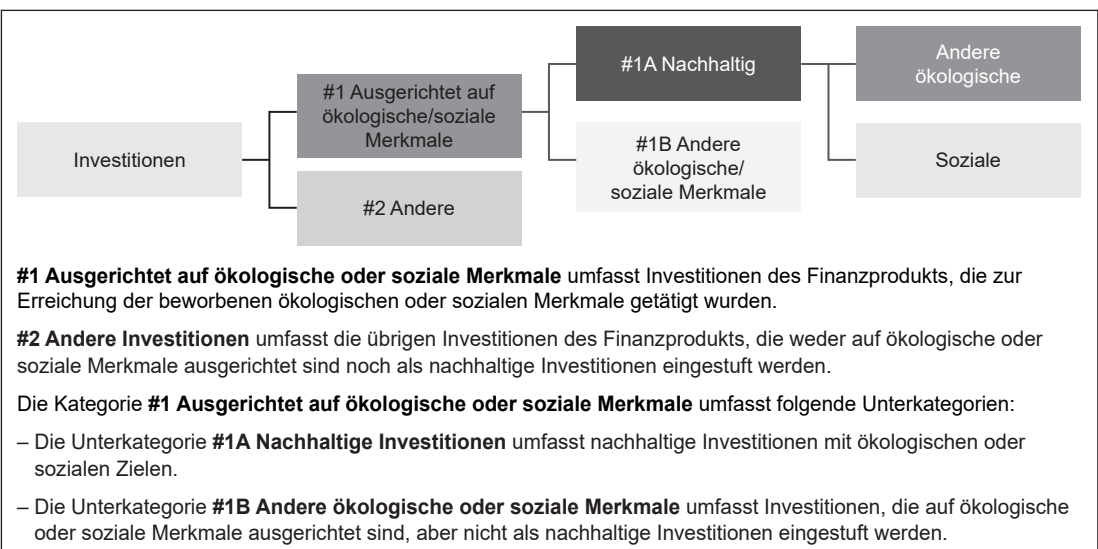 Investitionen
#1 Ausgerichtet auf
ökologische/soziale
Merkmale
#2 Andere
#1A Nachhaltig
#1B Andere
ökologische/
soziale Merkmale
Andere
ökologische
Soziale
#1 Ausgerichtet auf ökologische oder soziale Merkmale umfasst Investitionen des Finanzprodukts, die zur
Erreichung der beworbenen ökologischen oder sozialen Merkmale getätigt wurden.
#2 Andere Investitionen umfasst die übrigen Investitionen des Finanzprodukts, die weder auf ökologische oder
soziale Merkmale ausgerichtet sind noch als nachhaltige Investitionen eingestuft werden.
Die Kategorie #1 Ausgerichtet auf ökologische oder soziale Merkmale umfasst folgende Unterkategorien:
– Die Unterkategorie #1A Nachhaltige Investitionen umfasst nachhaltige Investitionen mit ökologischen oder
sozialen Zielen.
– Die Unterkategorie #1B Andere ökologische oder soziale Merkmale umfasst Investitionen, die auf ökologische
oder soziale Merkmale ausgerichtet sind, aber nicht als nachhaltige Investitionen eingestuft werden.